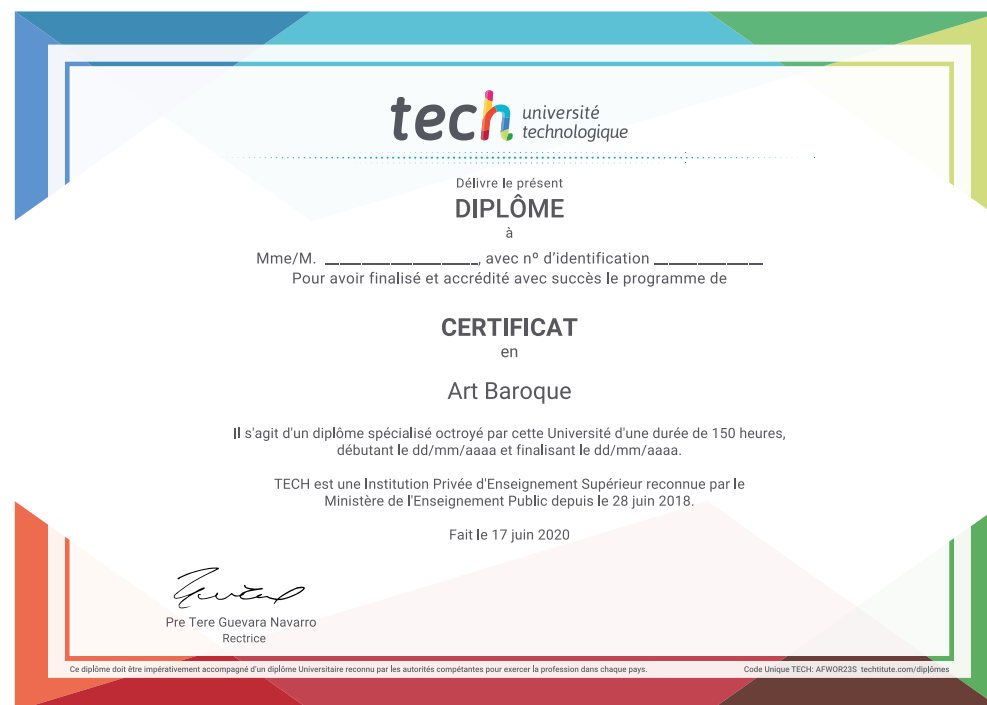 tech université
technologique
Délivre le présent
DIPLÔME
à
Mme/M. ____________________, avec nº d'identification ______________
Pour avoir finalisé et accrédité avec succès le programme de
CERTIFICAT
en
Art Baroque
Il s'agit d'un diplôme spécialisé octroyé par cette Université d'une durée de 150 heures,
débutant le dd/mm/aaaa et finalisant le dd/mm/aaaa.
TECH est une Institution Privée d'Enseignement Supérieur reconnue par le
Ministère de l'Enseignement Public depuis le 28 juin 2018.
Fait le 17 juin 2020
Pre Tere Guevara Navarro
Rectrice
Ce diplôme doit être impérativement accompagné d'un diplôme Universitaire reconnu par les autorités compétantes pour exercer la profession dans chaque pays.
Code Unique TECH: AFWOR23S techtitute.com/diplômes